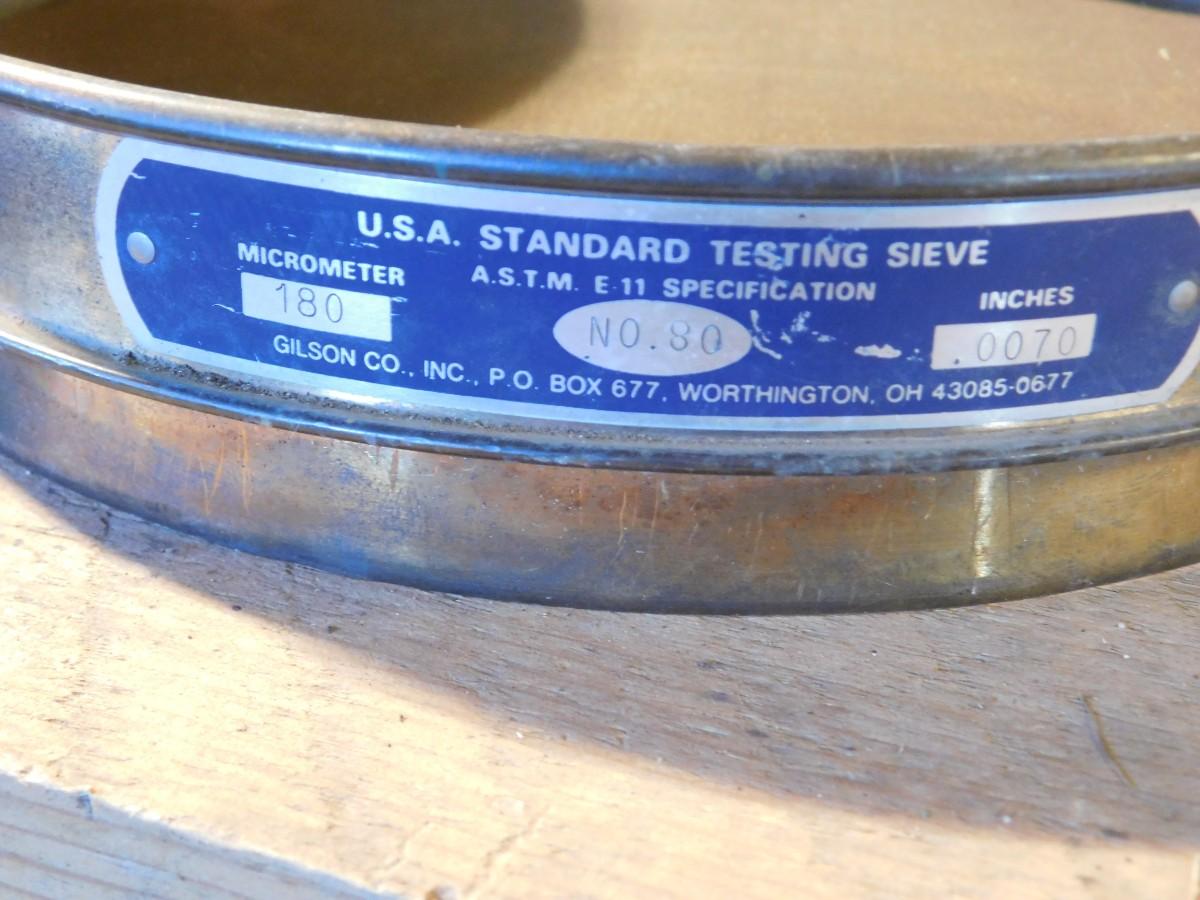 U.S.A. STANDARD TESTING SIEVE
A.S.T.M. E-11 SPECIFICATION
MICROMETER
180
NO.80
INCHES
.0070
GILSON CO., INC., P.O. BOX 677, WORTHINGTON, OH 43085-0677